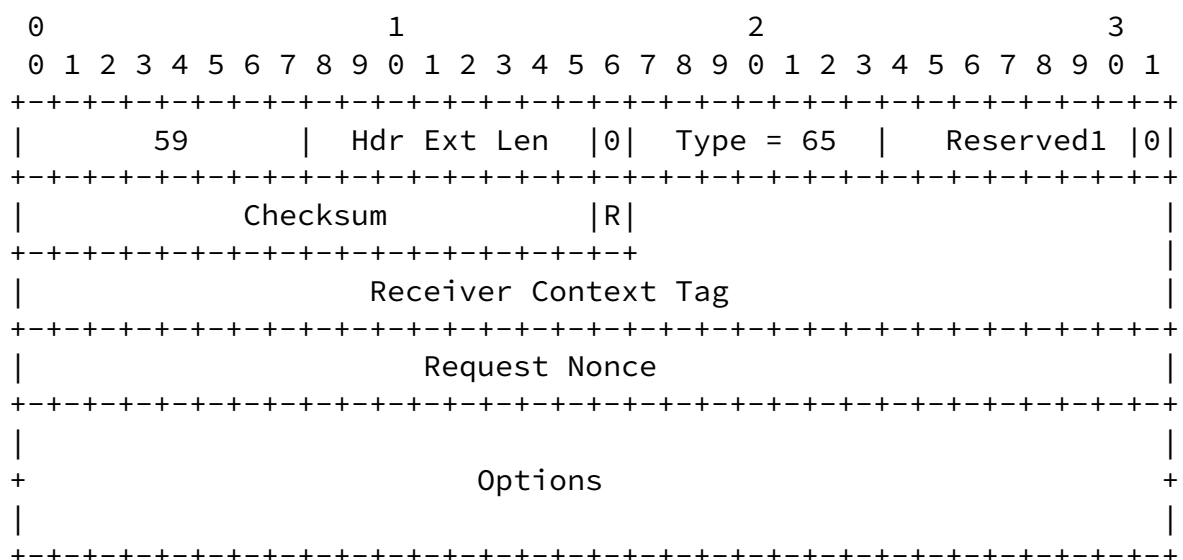 0                   1                   2                   3
 0 1 2 3 4 5 6 7 8 9 0 1 2 3 4 5 6 7 8 9 0 1 2 3 4 5 6 7 8 9 0 1
+-+-+-+-+-+-+-+-+-+-+-+-+-+-+-+-+-+-+-+-+-+-+-+-+-+-+-+-+-+-+-+-+
|       59      |  Hdr Ext Len  |0|  Type = 65  |   Reserved1 |0|
+-+-+-+-+-+-+-+-+-+-+-+-+-+-+-+-+-+-+-+-+-+-+-+-+-+-+-+-+-+-+-+-+
|            Checksum           |R|                             |
+-+-+-+-+-+-+-+-+-+-+-+-+-+-+-+-+-+                             |
|                   Receiver Context Tag                        |
+-+-+-+-+-+-+-+-+-+-+-+-+-+-+-+-+-+-+-+-+-+-+-+-+-+-+-+-+-+-+-+-+
|                      Request Nonce                            |
+-+-+-+-+-+-+-+-+-+-+-+-+-+-+-+-+-+-+-+-+-+-+-+-+-+-+-+-+-+-+-+-+
|                                                               |
+                         Options                               +
|                                                               |
+-+-+-+-+-+-+-+-+-+-+-+-+-+-+-+-+-+-+-+-+-+-+-+-+-+-+-+-+-+-+-+-+